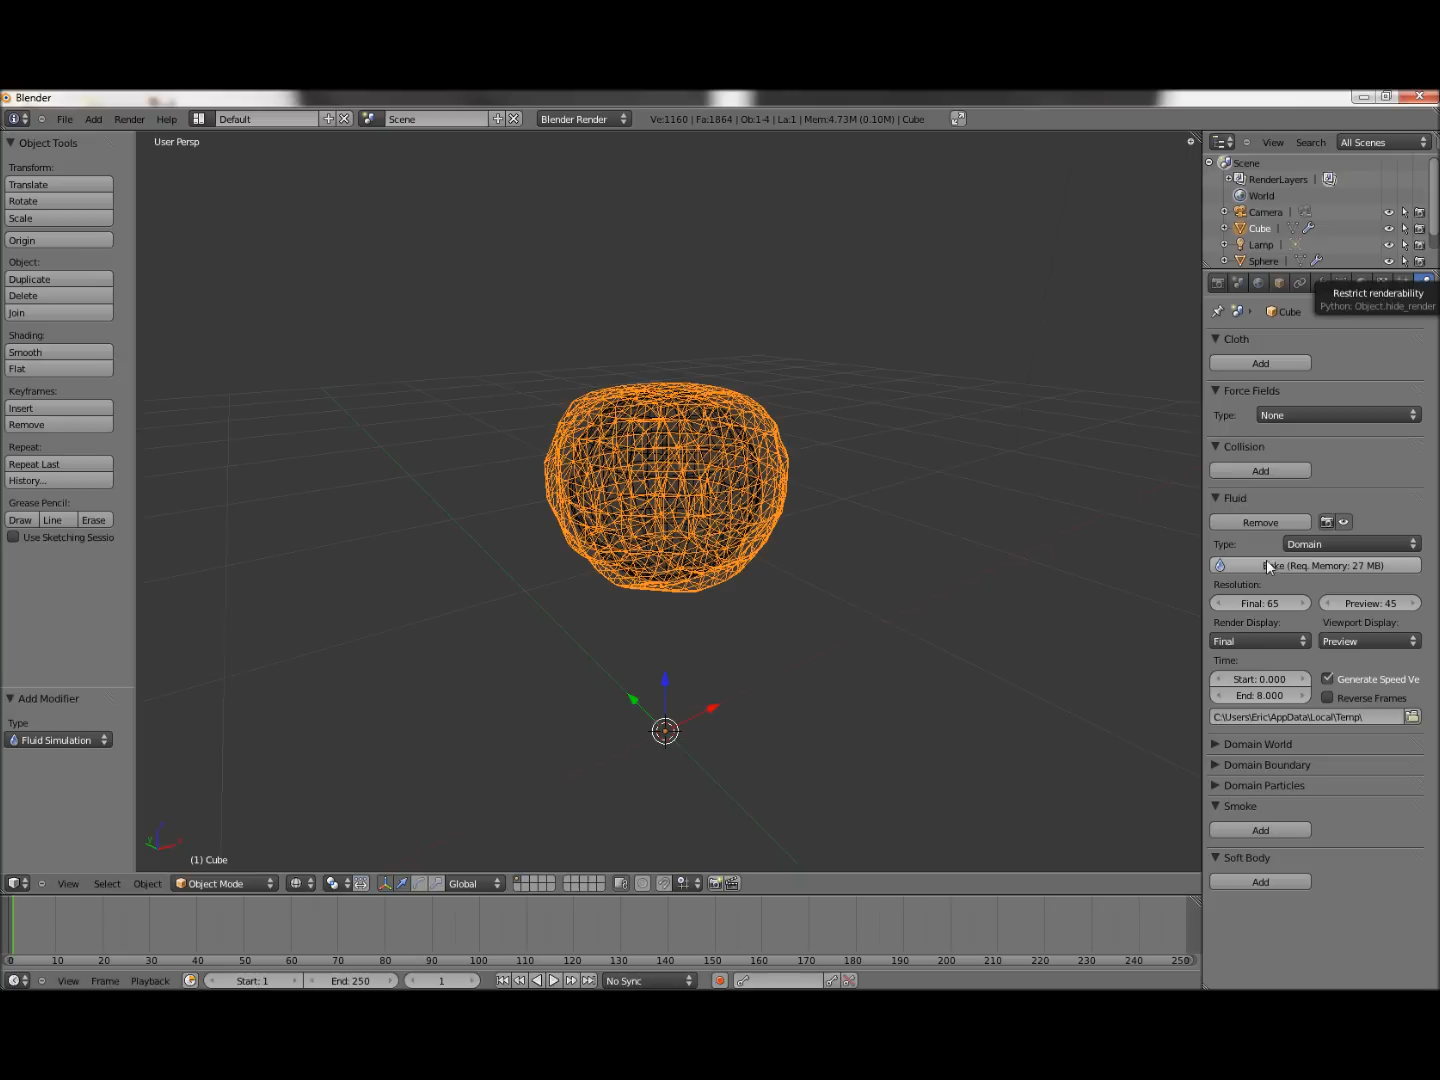 Blender
File Add Render Help Default Scene Blender Render Ve:1160 | Fa:1864 | Ob:1-4 | La:1 | Mem:4.73M (0.10M) | Cube
Object Tools
Transform:
Translate
Rotate
Scale
Origin
Object:
Duplicate
Delete
Join
Shading:
Smooth
Flat
Keyframes:
Insert
Remove
Repeat:
Repeat Last
History...
Grease Pencil:
Draw Line Erase
Use Sketching Sessio
Add Modifier
Type
Fluid Simulation
User Persp
(1) Cube
View Select Object Object Mode Global
0 10 20 30 40 50 60 70 80 90 100 110 120 130 140 150 160 170 180 190 200 210 220 230 240 250
View Frame Playback Start: 1 End: 250 1 No Sync
View Search All Scenes
Scene
RenderLayers |
World
Camera |
Cube |
Lamp |
Sphere |
Restrict renderability
Python: Object.hide_render
Cube
Cloth
Add
Force Fields
Type: None
Collision
Add
Fluid
Remove
Type: Domain
(Req. Memory: 27 MB)
Resolution:
Final: 65 Preview: 45
Render Display: Viewport Display:
Final Preview
Time:
Start: 0.000 Generate Speed Ve
End: 8.000 Reverse Frames
C:\Users\Eric\AppData\Local\Temp\
Domain World
Domain Boundary
Domain Particles
Smoke
Add
Soft Body
Add